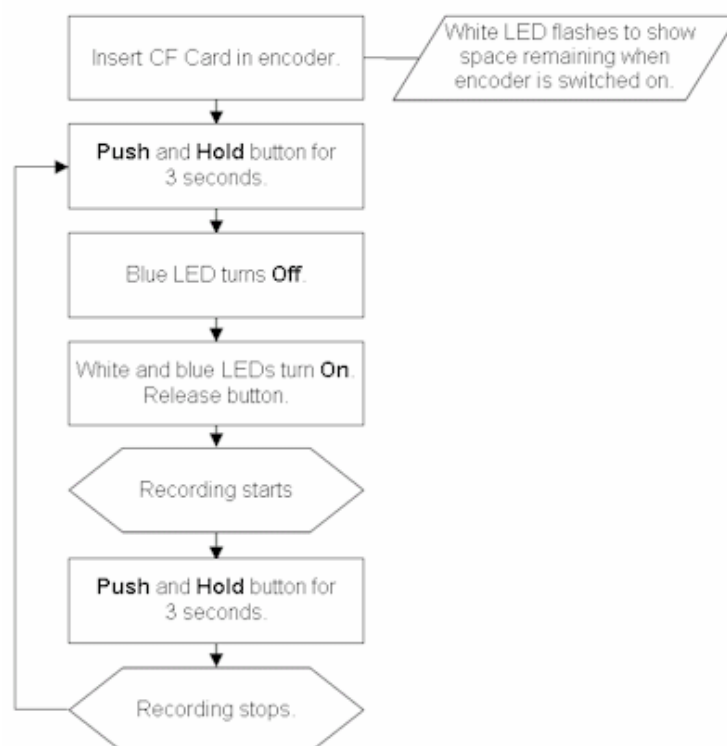 Insert CF Card in encoder.
White LED flashes to show
space remaining when
encoder is switched on.
Push and Hold button for
3 seconds.
Blue LED turns Off.
White and blue LEDs turn On.
Release button.
Recording starts
Push and Hold button for
3 seconds.
Recording stops.